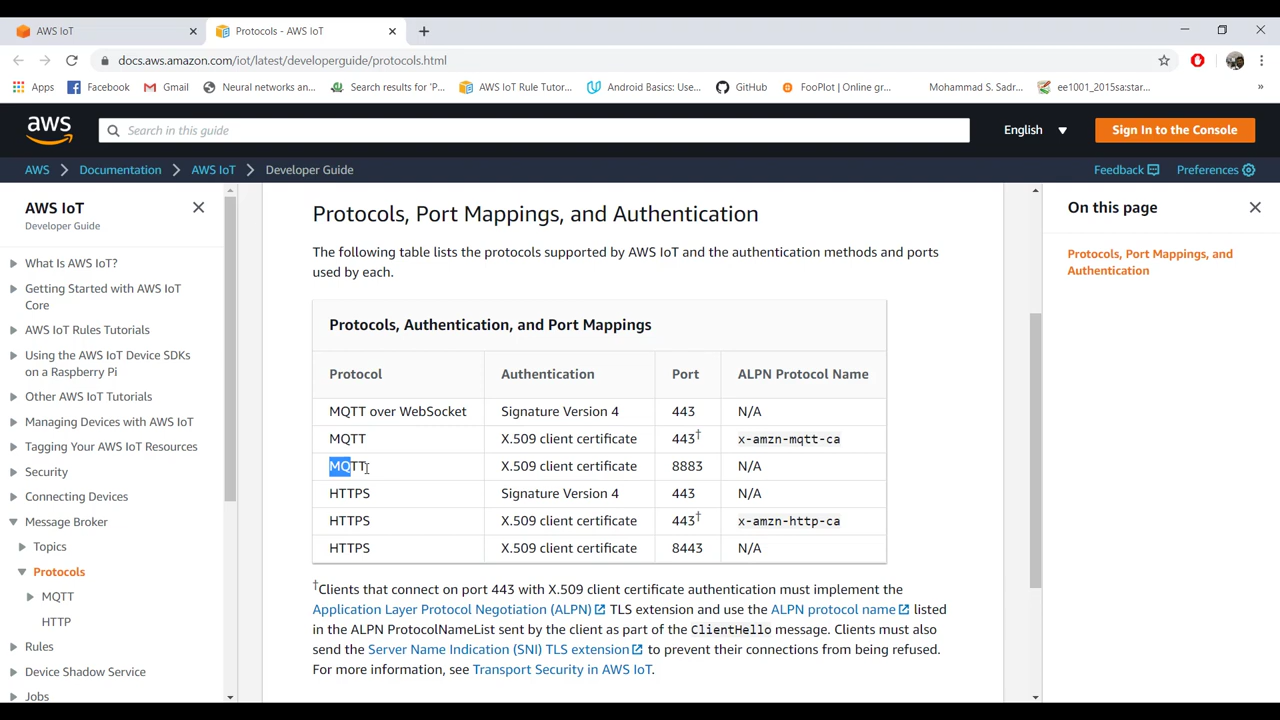 AWS IoT
Protocols - AWS IoT
docs.aws.amazon.com/iot/latest/developerguide/protocols.html
Apps
Facebook
Gmail
Neural networks an...
Search results for 'P...
AWS IoT Rule Tutor...
Android Basics: Use...
GitHub
FooPlot | Online gr...
Mohammad S. Sadr...
ee1001_2015sa:star...
»
aws
Search in this guide
English
Sign In to the Console
AWS
Documentation
AWS IoT
Developer Guide
Feedback
Preferences
AWS IoT
Developer Guide
What Is AWS IoT?
Getting Started with AWS IoT
Core
AWS IoT Rules Tutorials
Using the AWS IoT Device SDKs
on a Raspberry Pi
Other AWS IoT Tutorials
Managing Devices with AWS IoT
Tagging Your AWS IoT Resources
Security
Connecting Devices
Message Broker
Topics
Protocols
MQTT
HTTP
Rules
Device Shadow Service
Jobs
Protocols, Port Mappings, and Authentication
The following table lists the protocols supported by AWS IoT and the authentication methods and ports
used by each.
Protocols, Authentication, and Port Mappings
Protocol Authentication Port ALPN Protocol Name
MQTT over WebSocket Signature Version 4 443 N/A
MQTT X.509 client certificate 443† x-amzn-mqtt-ca
MQTT X.509 client certificate 8883 N/A
HTTPS Signature Version 4 443 N/A
HTTPS X.509 client certificate 443† x-amzn-http-ca
HTTPS X.509 client certificate 8443 N/A
†Clients that connect on port 443 with X.509 client certificate authentication must implement the
Application Layer Protocol Negotiation (ALPN) TLS extension and use the ALPN protocol name listed
in the ALPN ProtocolNameList sent by the client as part of the ClientHello message. Clients must also
send the Server Name Indication (SNI) TLS extension to prevent their connections from being refused.
For more information, see Transport Security in AWS IoT.
On this page
Protocols, Port Mappings, and
Authentication